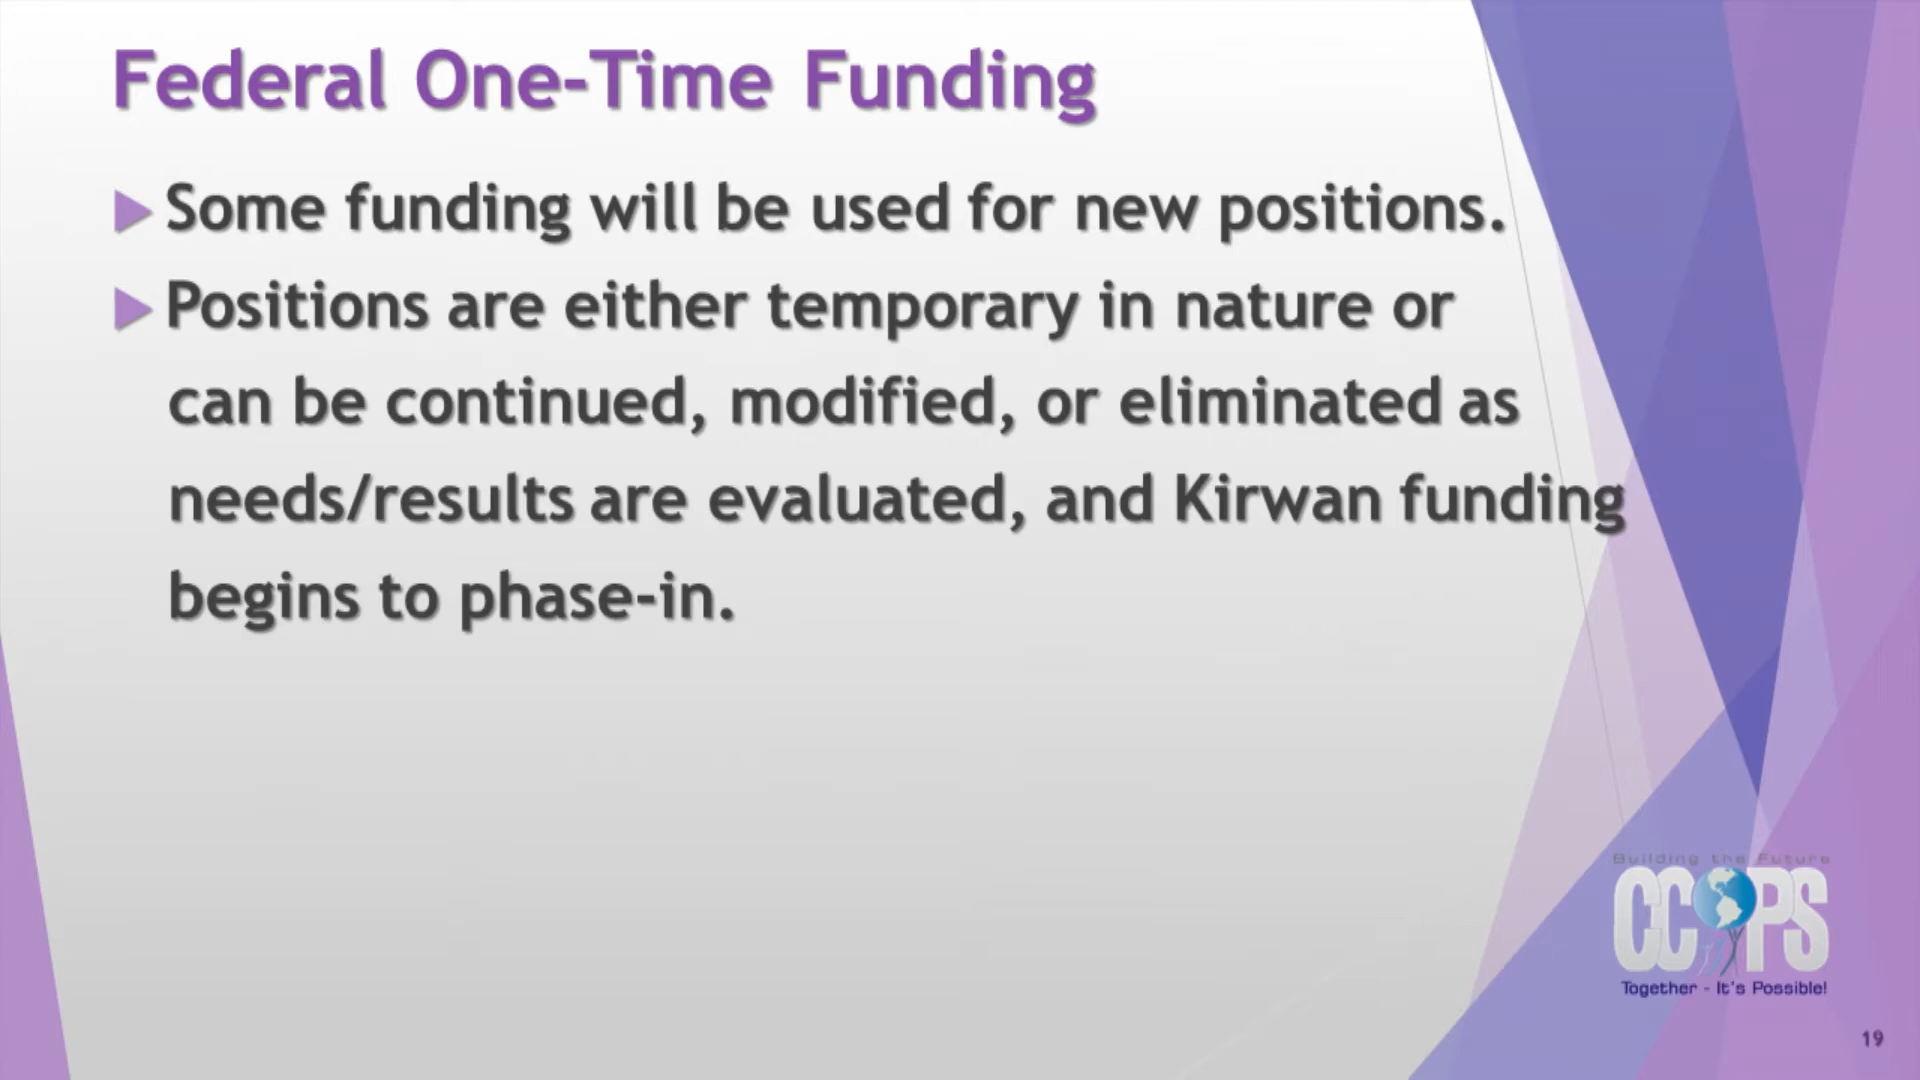 Federal One-Time Funding
Some funding will be used for new positions.
Positions are either temporary in nature or
can be continued, modified, or eliminated as
needs/results are evaluated, and Kirwan funding
begins to phase-in.
Building the Future
CCPS
Together - It's Possible!
19